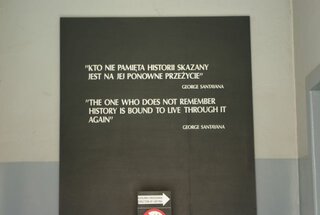 "KTO NIE PAMIĘTA HISTORII SKAZANY
JEST NA JEJ PONOWNE PRZEŻYCIE"
GEORGE SANTAYANA
"THE ONE WHO DOES NOT REMEMBER
HISTORY IS BOUND TO LIVE THROUGH IT
AGAIN"
GEORGE SANTAYANA